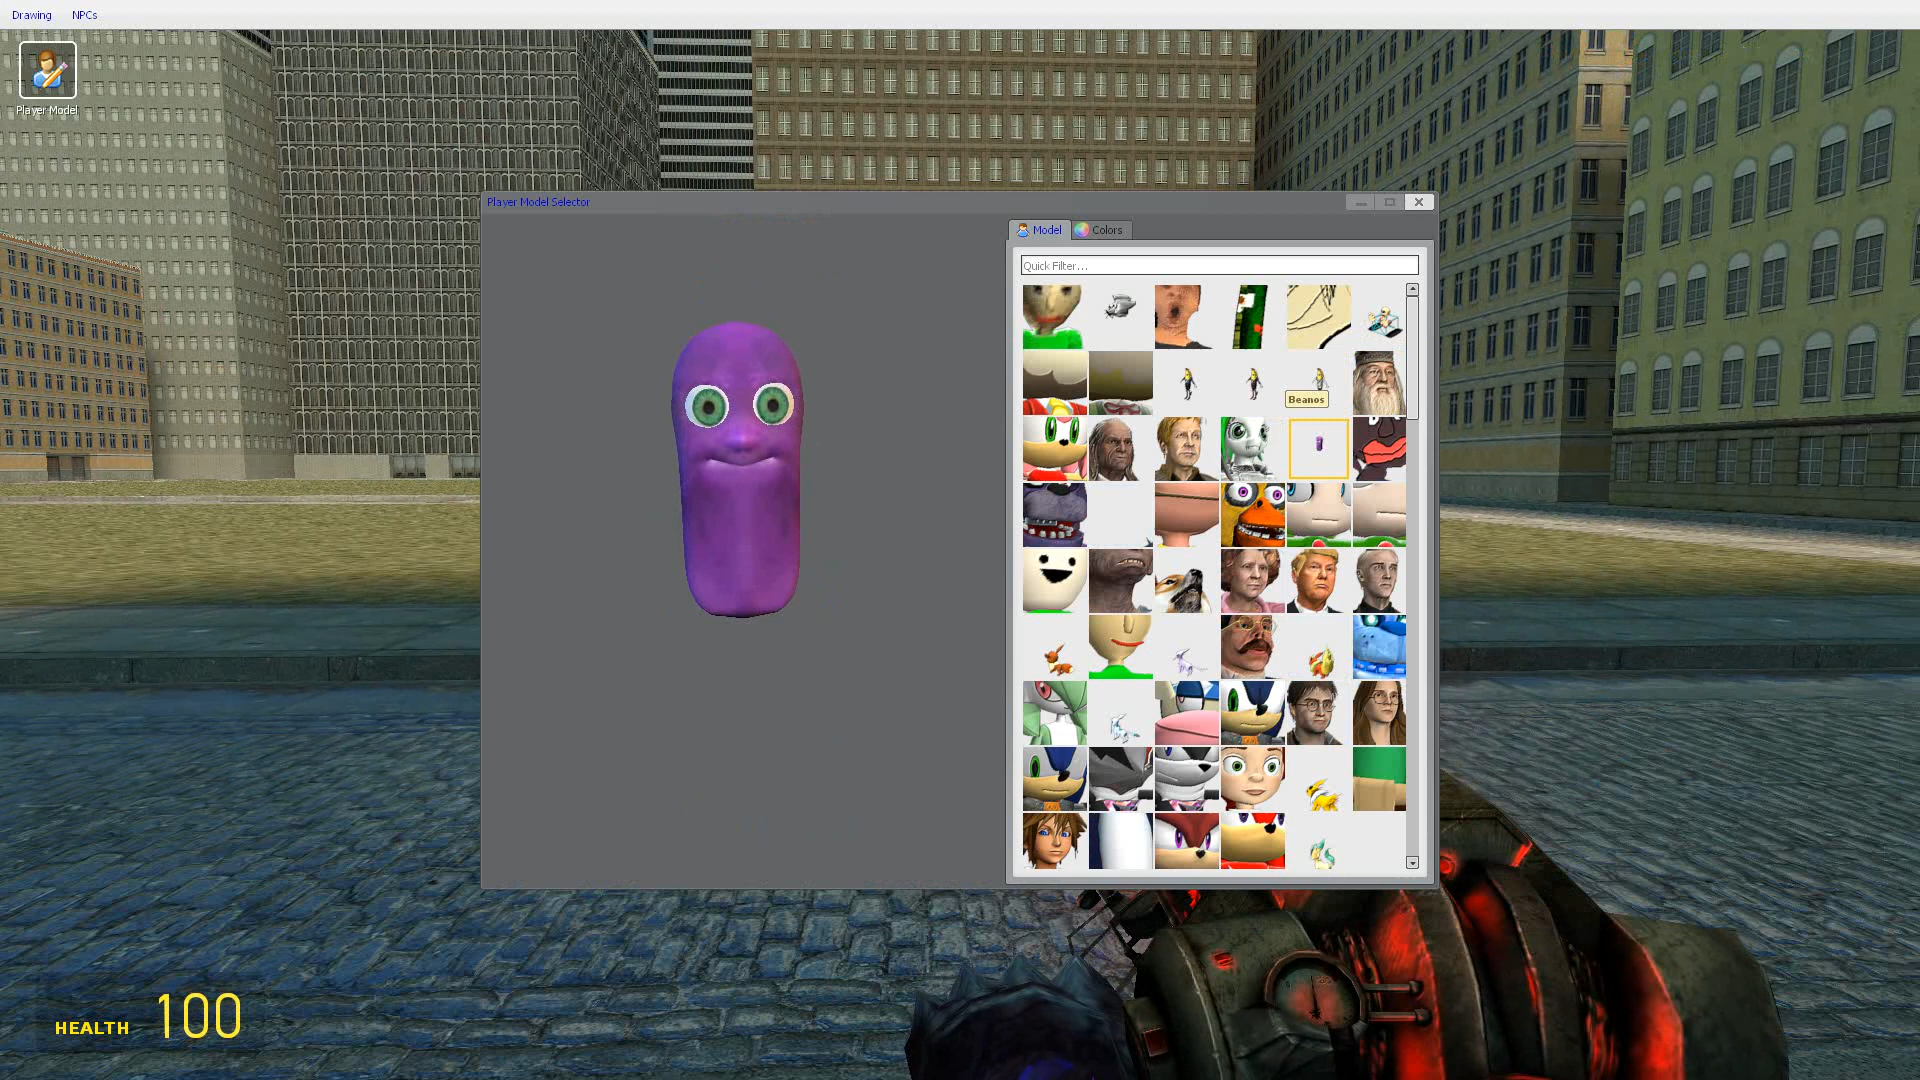 Drawing NPCs
Player Model
Player Model Selector
Model Colors
Quick Filter...
Beanos
HEALTH 100